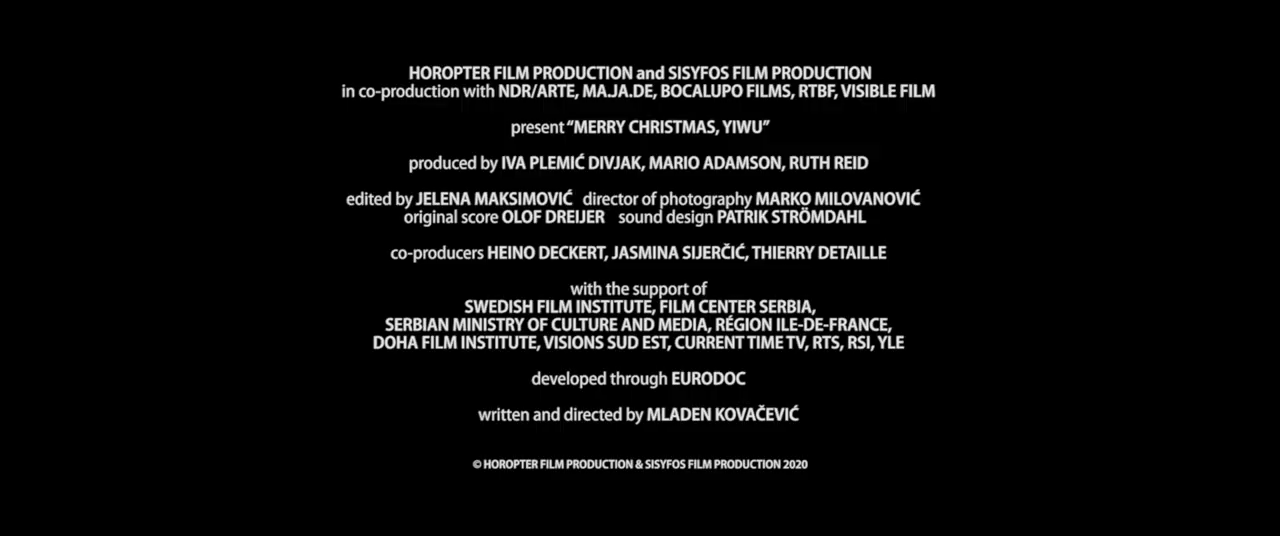 HOROPTER FILM PRODUCTION and SISYFOS FILM PRODUCTION
in co-production with NDR/ARTE, MA.JA.DE, BOCALUPO FILMS, RTBF, VISIBLE FILM
present “MERRY CHRISTMAS, YIWU”
produced by IVA PLEMIĆ DIVJAK, MARIO ADAMSON, RUTH REID
edited by JELENA MAKSIMOVIĆ director of photography MARKO MILOVANOVIĆ
original score OLOF DREIJER sound design PATRIK STRÖMDAHL
co-producers HEINO DECKERT, JASMINA SIJERČIĆ, THIERRY DETAILLE
with the support of
SWEDISH FILM INSTITUTE, FILM CENTER SERBIA,
SERBIAN MINISTRY OF CULTURE AND MEDIA, RÉGION ILE-DE-FRANCE,
DOHA FILM INSTITUTE, VISIONS SUD EST, CURRENT TIME TV, RTS, RSI, YLE
developed through EURODOC
written and directed by MLADEN KOVAČEVIĆ
© HOROPTER FILM PRODUCTION & SISYFOS FILM PRODUCTION 2020